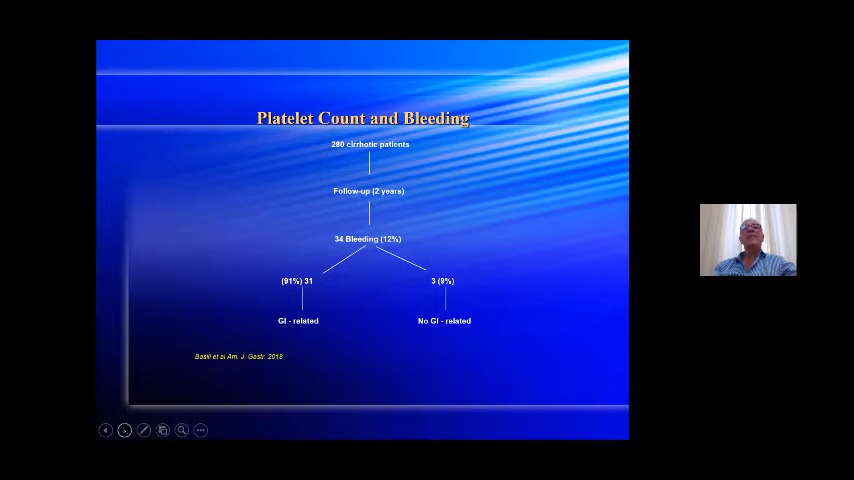 Platelet Count and Bleeding
280 cirrhotic patients
Follow-up (2 years)
34 Bleeding (12%)
(91%) 31
3 (9%)
GI - related
No GI - related
Basili et al Am. J. Gastr. 2018